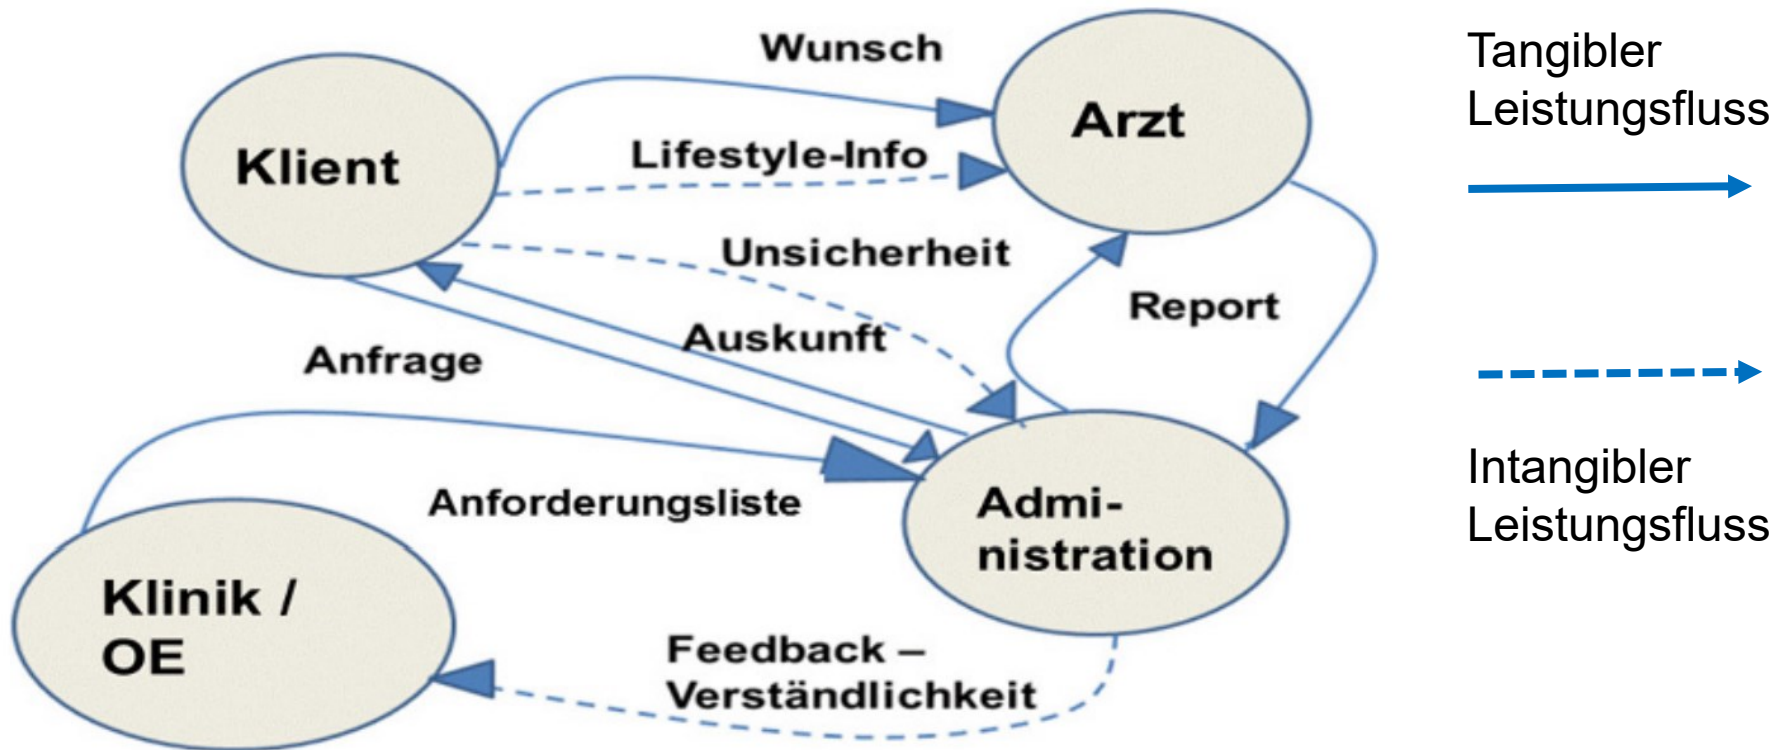 Wunsch
Tangibler
Leistungsfluss
Klient
Arzt
Lifestyle-Info
Unsicherheit
Report
Auskunft
Anfrage
Anforderungsliste
Admi-
nistration
Intangibler
Leistungsfluss
Klinik /
OE
Feedback –
Verständlichkeit